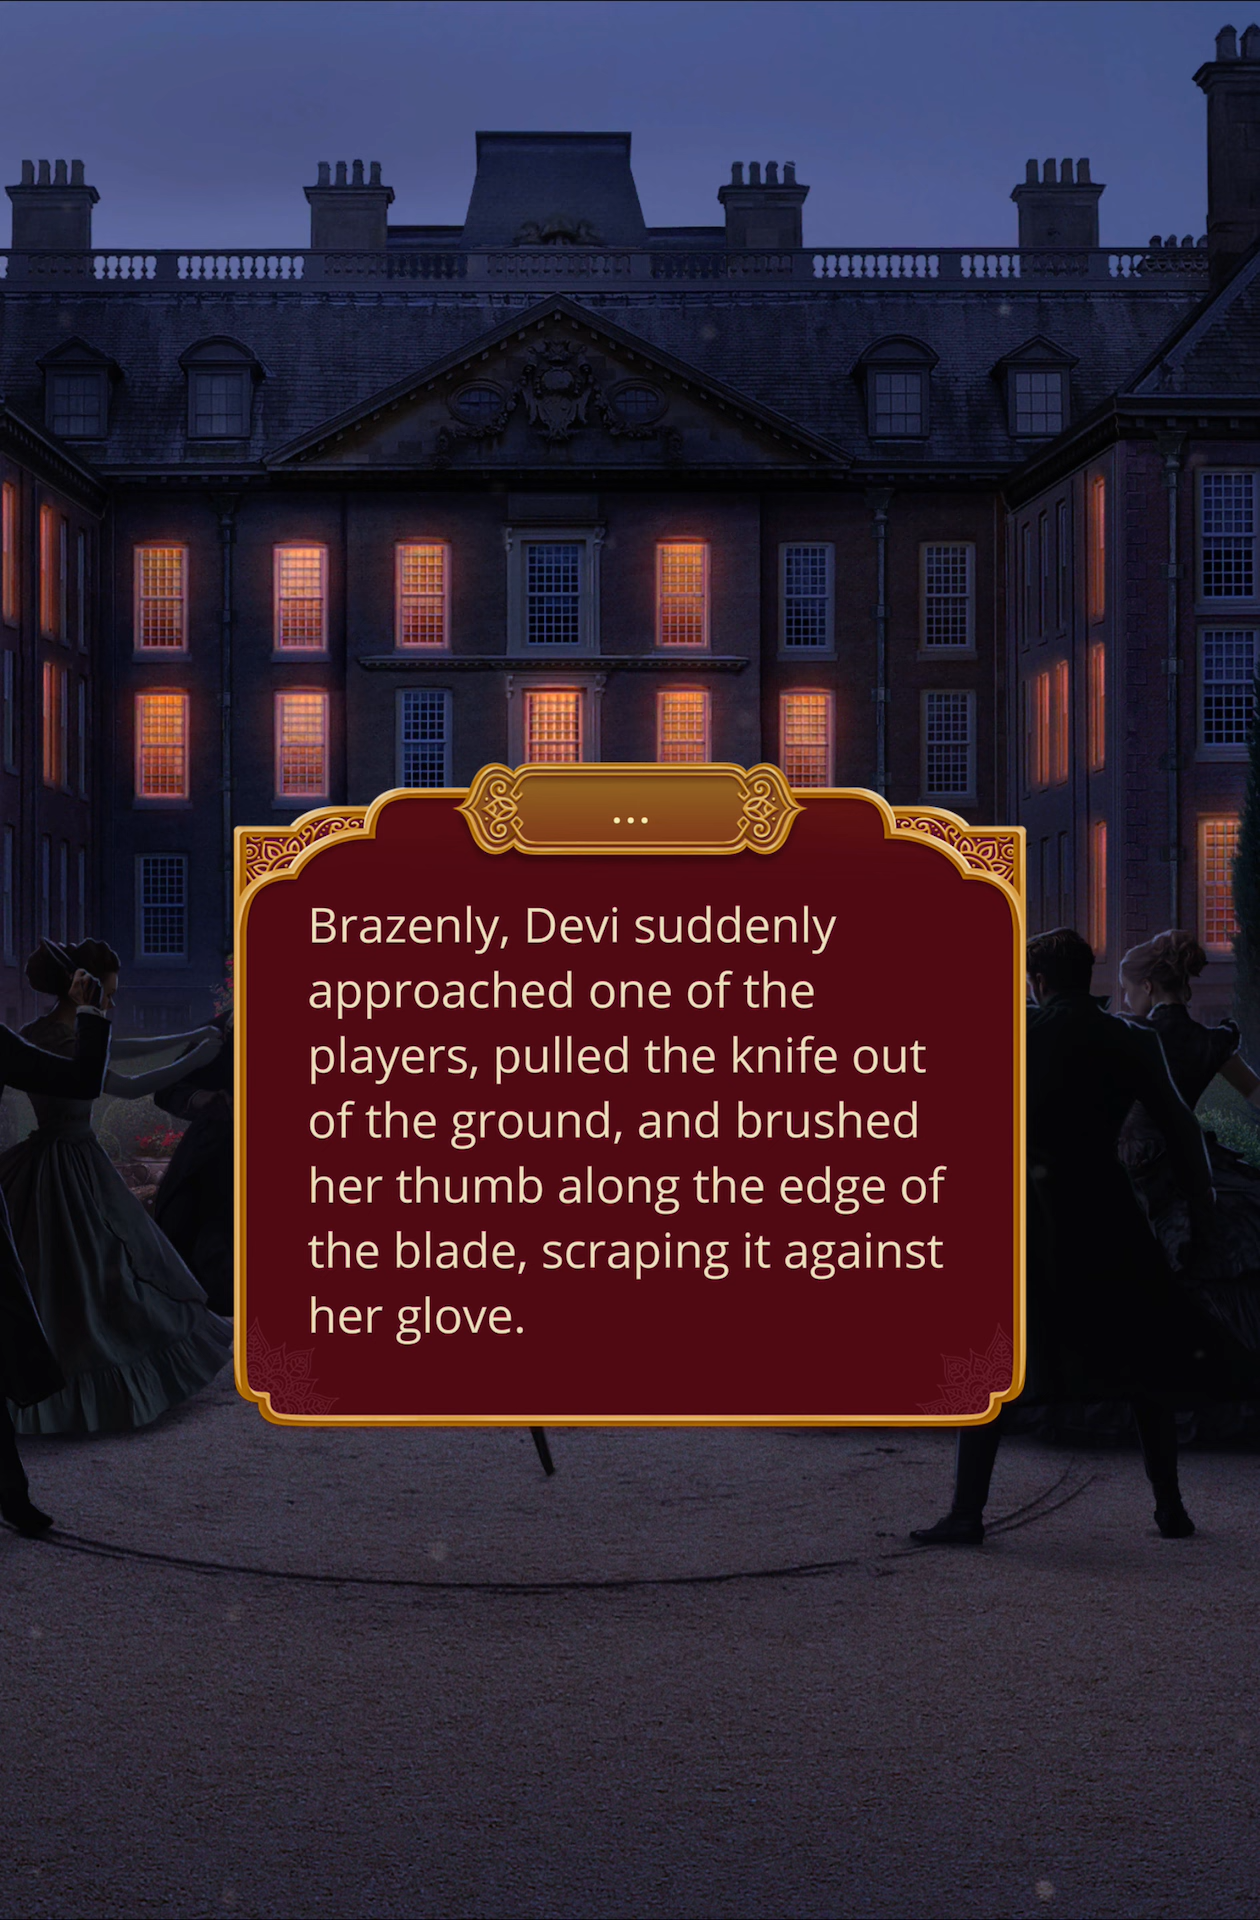 ...
Brazenly, Devi suddenly
approached one of the
players, pulled the knife out
of the ground, and brushed
her thumb along the edge of
the blade, scraping it against
her glove.